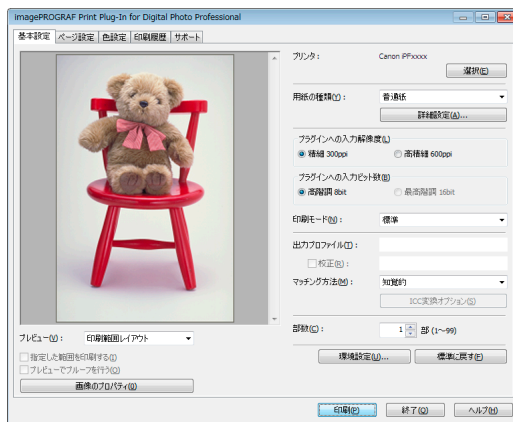 imagePROGRAF Print Plug-In for Digital Photo Professional
基本設定 ページ設定 色設定 印刷履歴 サポート
プリンタ: Canon iPFxxxx
選択(E)
用紙の種類(Y): 普通紙
詳細設定(A)...
プラグインへの入力解像度(L)
精細 300ppi 高精細 600ppi
プラグインへの入力ビット数(B)
高階調 8bit 最高階調 16bit
印刷モード(N): 標準
出力プロファイル(T):
校正(R):
マッチング方法(M): 知覚的
ICC変換オプション(S)
プレビュー(V): 印刷範囲レイアウト
部数(C): 1 部 (1～99)
指定した範囲を印刷する(I)
プレビューでプルーフを行う(O)
環境設定(U)... 標準に戻す(F)
画像のプロパティ(O)
印刷(P) 終了(Q) ヘルプ(H)